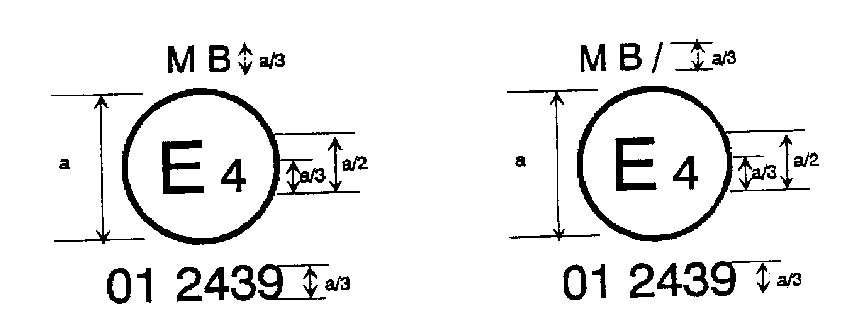 M B a/3
a E 4 a/3 a/2
01 2439 a/3
M B / a/3
a E 4 a/3 a/2
01 2439 a/3